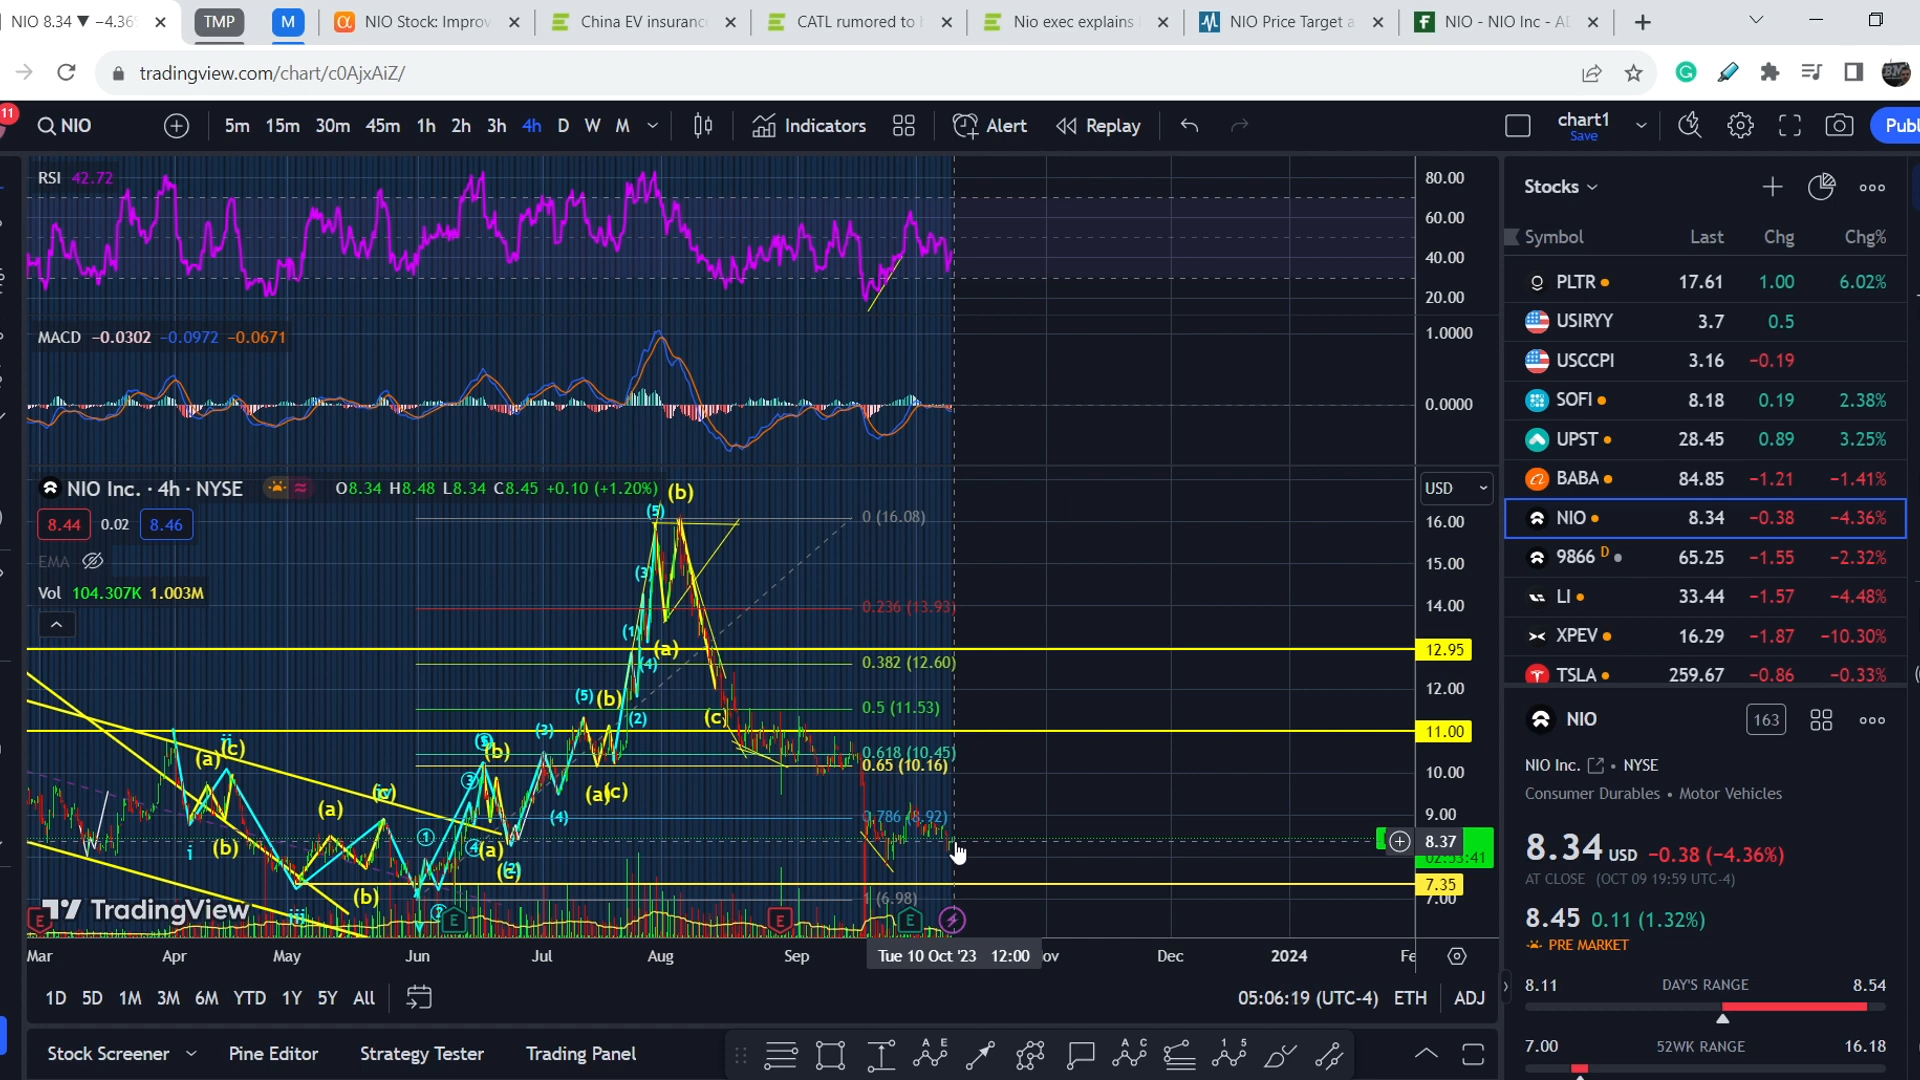 NIO 8.34 ▼ −4.36
TMP
M
NIO Stock: Improv
China EV insuranc
CATL rumored to
Nio exec explains
NIO Price Target a
NIO - NIO Inc - A
tradingview.com/chart/c0AjxAiZ/
11
NIO
5m 15m 30m 45m 1h 2h 3h 4h D W M
Indicators
Alert
Replay
chart1
Save
Publ
RSI 42.72
80.00
60.00
40.00
20.00
MACD −0.0302 −0.0972 −0.0671
1.0000
0.0000
NIO Inc. · 4h · NYSE
O8.34 H8.48 L8.34 C8.45 +0.10 (+1.20%)
8.44 0.02 8.46
EMA
Vol 104.307K 1.003M
USD
16.00
15.00
14.00
12.95
12.00
11.00
10.00
9.00
8.37
02:53:41
7.35
7.00
0 (16.08)
0.236 (13.93)
0.382 (12.60)
0.5 (11.53)
0.618 (10.45)
0.65 (10.16)
0.786 (8.92)
1 (6.98)
(5) (b)
(3)
(1) (a)
(4)
(5) (b) (2) (c)
(3)
(b)
(a) (c)
(4)
(a) (c)
(a) (b)
i
iii
TradingView
E E E E
Mar Apr May Jun Jul Aug Sep Tue 10 Oct '23 12:00 ov Dec 2024 Fe
1D 5D 1M 3M 6M YTD 1Y 5Y All
05:06:19 (UTC-4) ETH ADJ
Stock Screener Pine Editor Strategy Tester Trading Panel
Stocks
Symbol Last Chg Chg%
PLTR 17.61 1.00 6.02%
USIRYY 3.7 0.5
USCCPI 3.16 −0.19
SOFI 8.18 0.19 2.38%
UPST 28.45 0.89 3.25%
BABA 84.85 −1.21 −1.41%
NIO 8.34 −0.38 −4.36%
9866 D 65.25 −1.55 −2.32%
LI 33.44 −1.57 −4.48%
XPEV 16.29 −1.87 −10.30%
TSLA 259.67 −0.86 −0.33%
NIO
163
NIO Inc. • NYSE
Consumer Durables • Motor Vehicles
8.34 USD −0.38 (−4.36%)
AT CLOSE (OCT 09 19:59 UTC-4)
8.45 0.11 (1.32%)
PRE MARKET
8.11 DAY'S RANGE 8.54
7.00 52WK RANGE 16.18